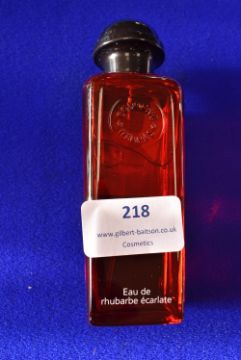 218
www.gilbert-baitson.co.uk
Cosmetics
Eau de
rhubarbe écarlate